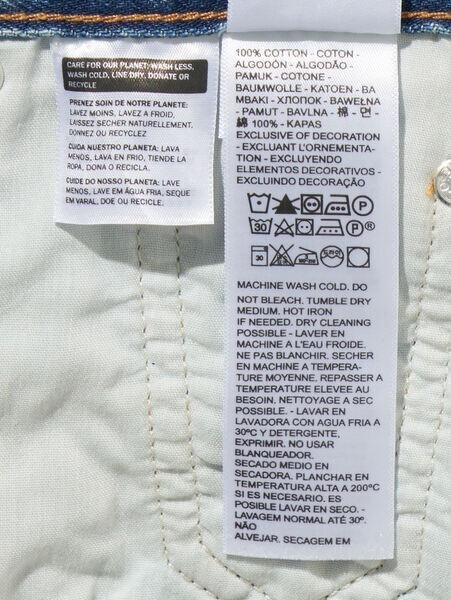 CARE FOR OUR PLANET: WASH LESS,
WASH COLD, LINE DRY, DONATE OR
RECYCLE
PRENEZ SOIN DE NOTRE PLANETE:
LAVEZ MOINS, LAVEZ A FROID,
LAISSEZ SECHER NATURELLEMENT,
DONNEZ OU RECYCLEZ
CUIDA NUESTRO PLANETA: LAVA
MENOS, LAVA EN FRIO, TIENDE LA
ROPA, DONA O RECICLA.
CUIDE DO NOSSO PLANETA: LAVE
MENOS, LAVE EM ÁGUA FRIA, SEQUE
EM VARAL, DOE OU RECICLE.
100% COTTON - COTON -
ALGODÓN - ALGODÃO -
PAMUK - COTONE -
BAUMWOLLE - KATOEN - BA
MBAKI - ХЛОПОК - BAWEŁNA
- PAMUT - BAVLNA - 棉 - 면 -
綿 100% - KAPAS
EXCLUSIVE OF DECORATION
- EXCLUANT L'ORNEMENTA-
TION - EXCLUYENDO
ELEMENTOS DECORATIVOS -
EXCLUINDO DECORAÇÃO
P
30 P ®
30 드라이
MACHINE WASH COLD. DO
NOT BLEACH. TUMBLE DRY
MEDIUM. HOT IRON
IF NEEDED. DRY CLEANING
POSSIBLE - LAVER EN
MACHINE A L'EAU FROIDE.
NE PAS BLANCHIR. SECHER
EN MACHINE A TEMPERA-
TURE MOYENNE. REPASSER A
TEMPERATURE ELEVEE AU
BESOIN. NETTOYAGE A SEC
POSSIBLE. - LAVAR EN
LAVADORA CON AGUA FRIA A
30ºC Y DETERGENTE,
EXPRIMIR. NO USAR
BLANQUEADOR.
SECADO MEDIO EN
SECADORA. PLANCHAR EN
TEMPERATURA ALTA A 200ºC
SI ES NECESARIO. ES
POSIBLE LAVAR EN SECO. -
LAVAGEM NORMAL ATÉ 30º.
NÃO
ALVEJAR. SECAGEM EM